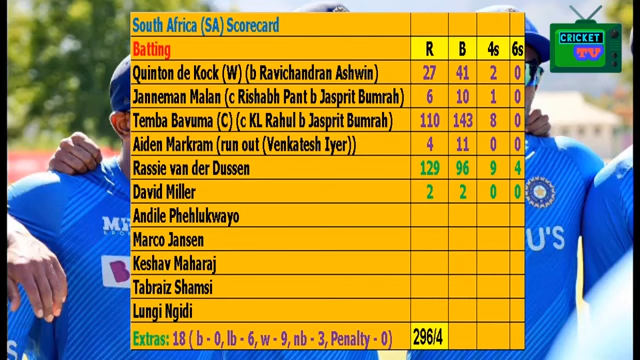 South Africa (SA) Scorecard
Batting R B 4s 6s
Quinton de Kock (W) (b Ravichandran Ashwin) 27 41 2 0
Janneman Malan (c Rishabh Pant b Jasprit Bumrah) 6 10 1 0
Temba Bavuma (C) (c KL Rahul b Jasprit Bumrah) 110 143 8 0
Aiden Markram (run out (Venkatesh Iyer)) 4 11 0 0
Rassie van der Dussen 129 96 9 4
David Miller 2 2 0 0
Andile Phehlukwayo
Marco Jansen
Keshav Maharaj
Tabraiz Shamsi
Lungi Ngidi
Extras: 18 ( b - 0, lb - 6, w - 9, nb - 3, Penalty - 0) 296/4
CRICKET
TV
U'S